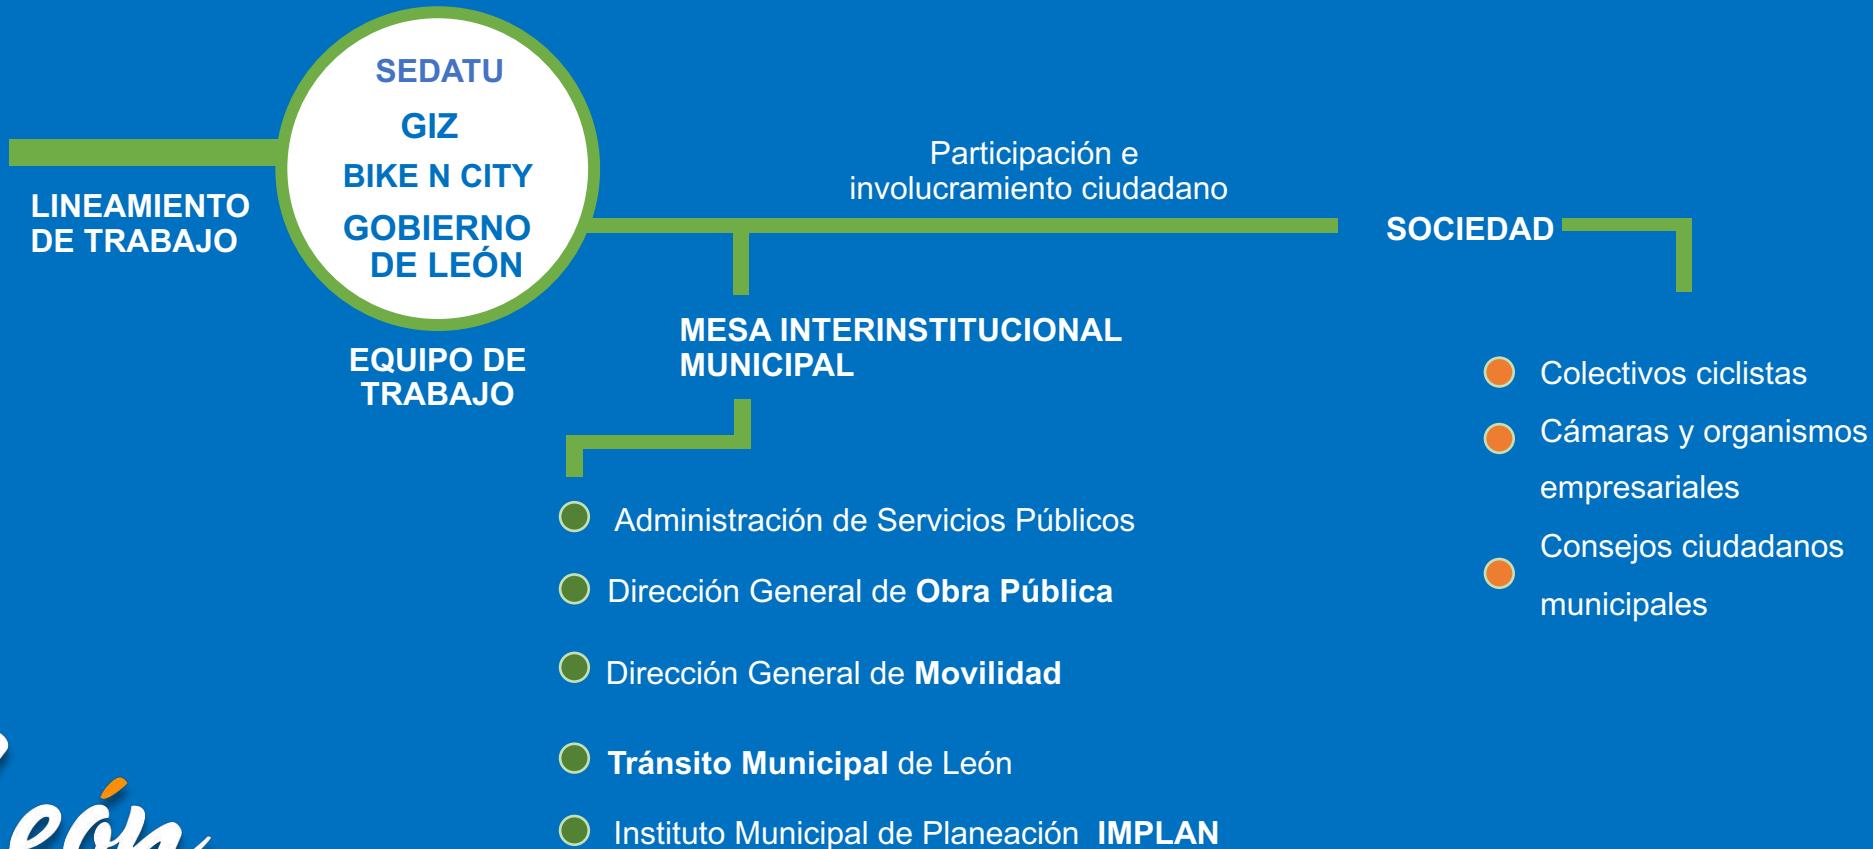 SEDATU
GIZ
BIKE N CITY
GOBIERNO
DE LEÓN
LINEAMIENTO
DE TRABAJO
EQUIPO DE
TRABAJO
Participación e
involucramiento ciudadano
SOCIEDAD
MESA INTERINSTITUCIONAL
MUNICIPAL
Administración de Servicios Públicos
Dirección General de Obra Pública
Dirección General de Movilidad
Tránsito Municipal de León
Instituto Municipal de Planeación IMPLAN
Colectivos ciclistas
Cámaras y organismos
empresariales
Consejos ciudadanos
municipales
eón